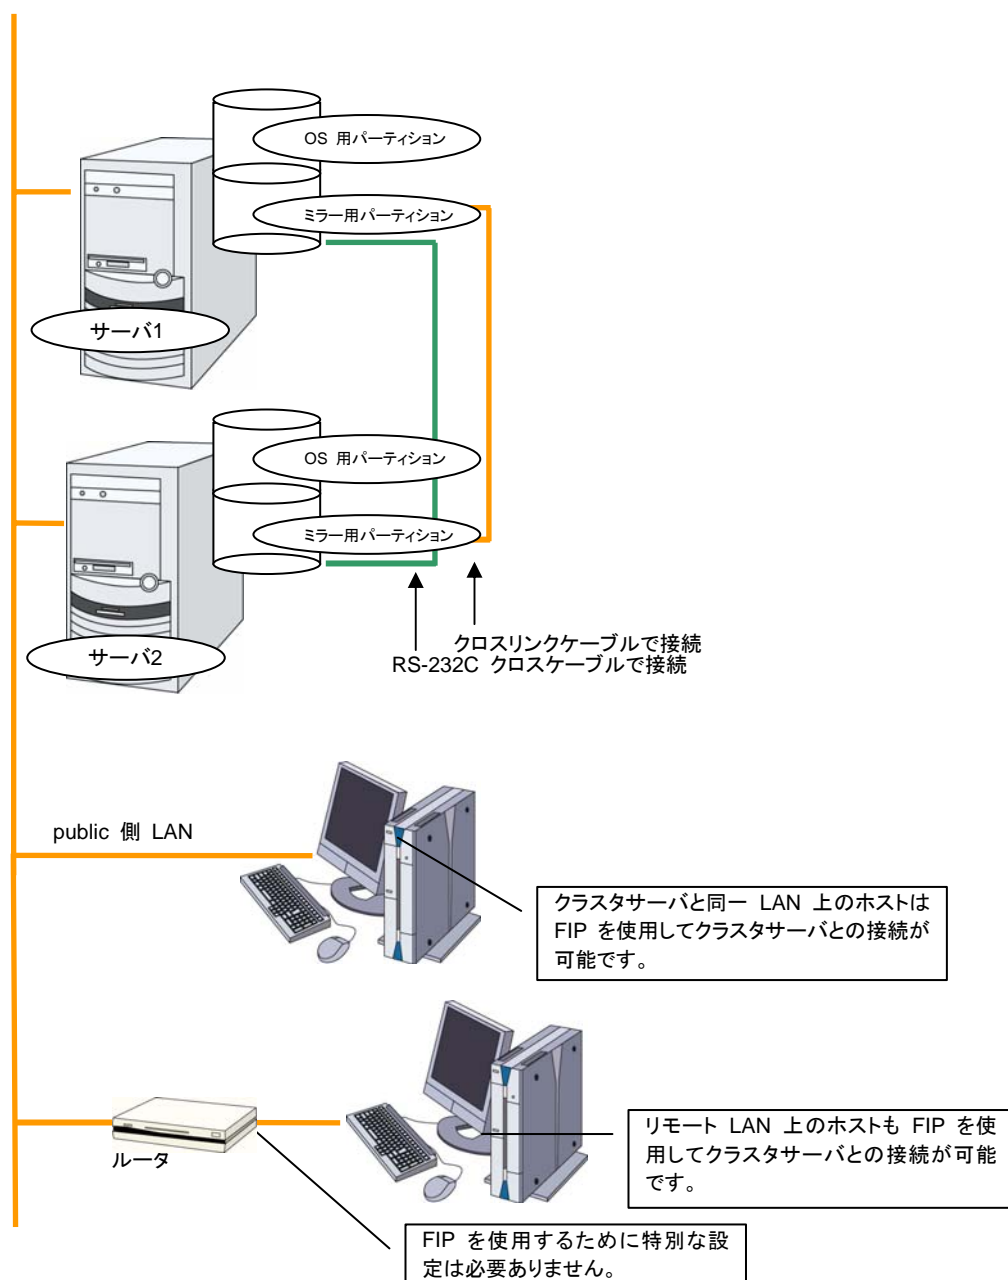 OS 用パーティション
ミラー用パーティション
サーバ1
OS 用パーティション
ミラー用パーティション
サーバ2
クロスリンクケーブルで接続
RS-232C クロスケーブルで接続
public 側 LAN
クラスタサーバと同一 LAN 上のホストは
FIP を使用してクラスタサーバとの接続が
可能です。
リモート LAN 上のホストも FIP を使
用してクラスタサーバとの接続が可能
です。
ルータ
FIP を使用するために特別な設
定は必要ありません。